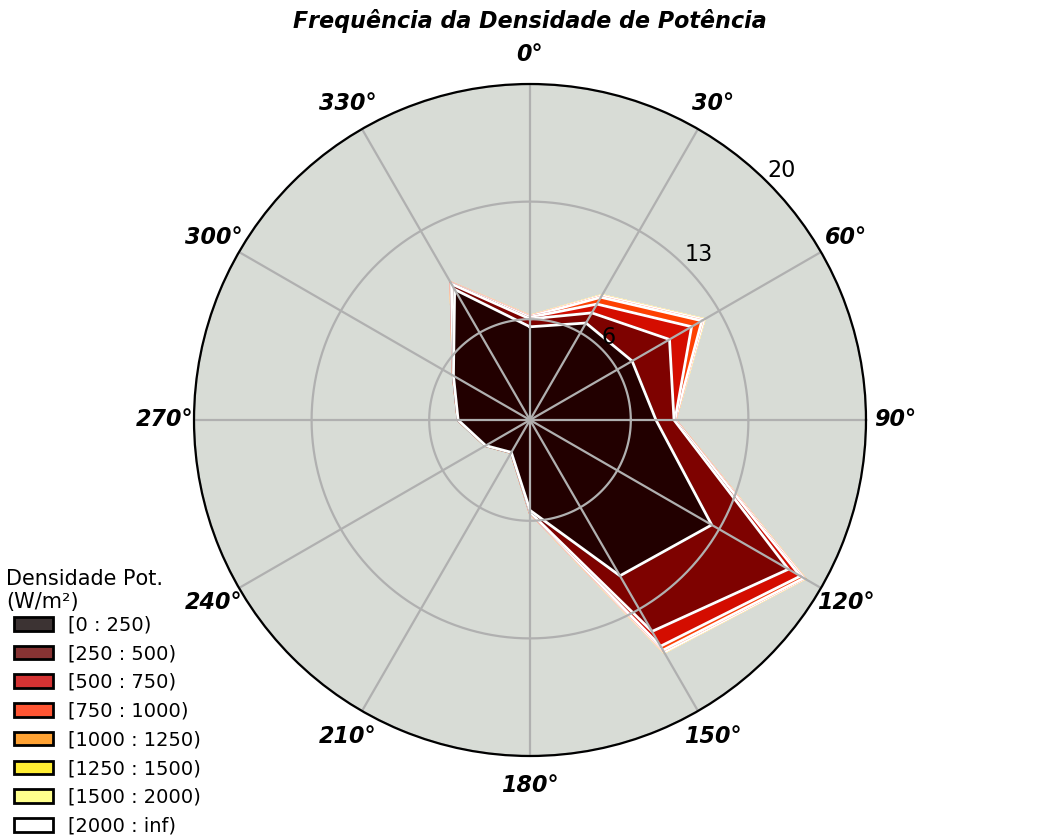 Frequência da Densidade de Potência
0°
330°
30°
20
300°
60°
13
6
270°
90°
240°
120°
210°
150°
180°
Densidade Pot.
(W/m²)
[0 : 250)
[250 : 500)
[500 : 750)
[750 : 1000)
[1000 : 1250)
[1250 : 1500)
[1500 : 2000)
[2000 : inf)